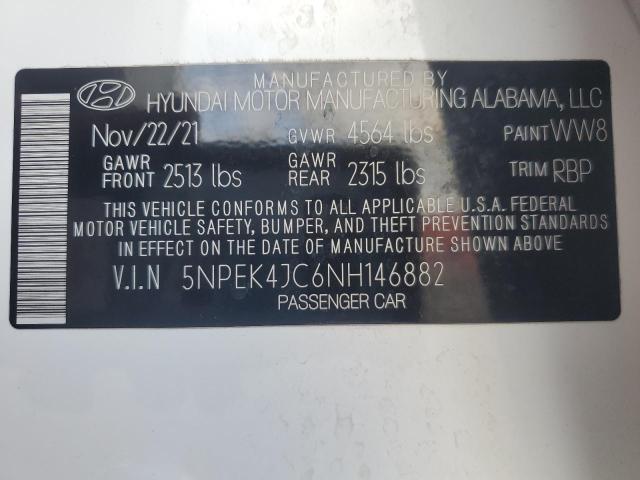 MANUFACTURED BY
HYUNDAI MOTOR MANUFACTURING ALABAMA, LLC
Nov/22/21 GVWR 4564 lbs PAINT WW8
GAWR FRONT 2513 lbs GAWR REAR 2315 lbs TRIM RBP
THIS VEHICLE CONFORMS TO ALL APPLICABLE U.S.A. FEDERAL
MOTOR VEHICLE SAFETY, BUMPER, AND THEFT PREVENTION STANDARDS
IN EFFECT ON THE DATE OF MANUFACTURE SHOWN ABOVE
V.I.N 5NPEK4JC6NH146882
PASSENGER CAR